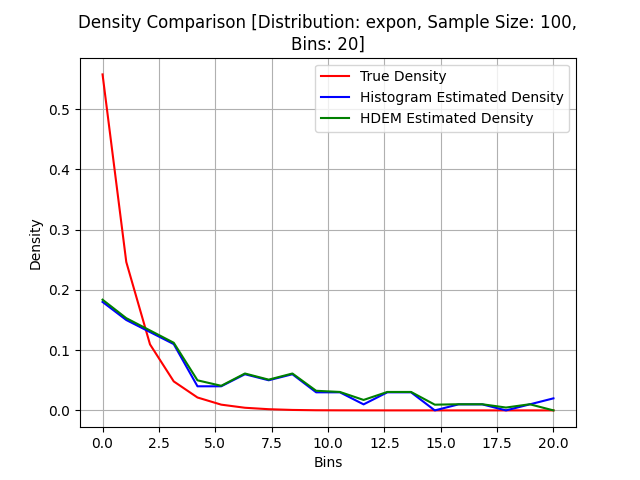 Density Comparison [Distribution: expon, Sample Size: 100,
Bins: 20]
True Density
Histogram Estimated Density
HDEM Estimated Density
Density
0.5
0.4
0.3
0.2
0.1
0.0
0.0 2.5 5.0 7.5 10.0 12.5 15.0 17.5 20.0
Bins